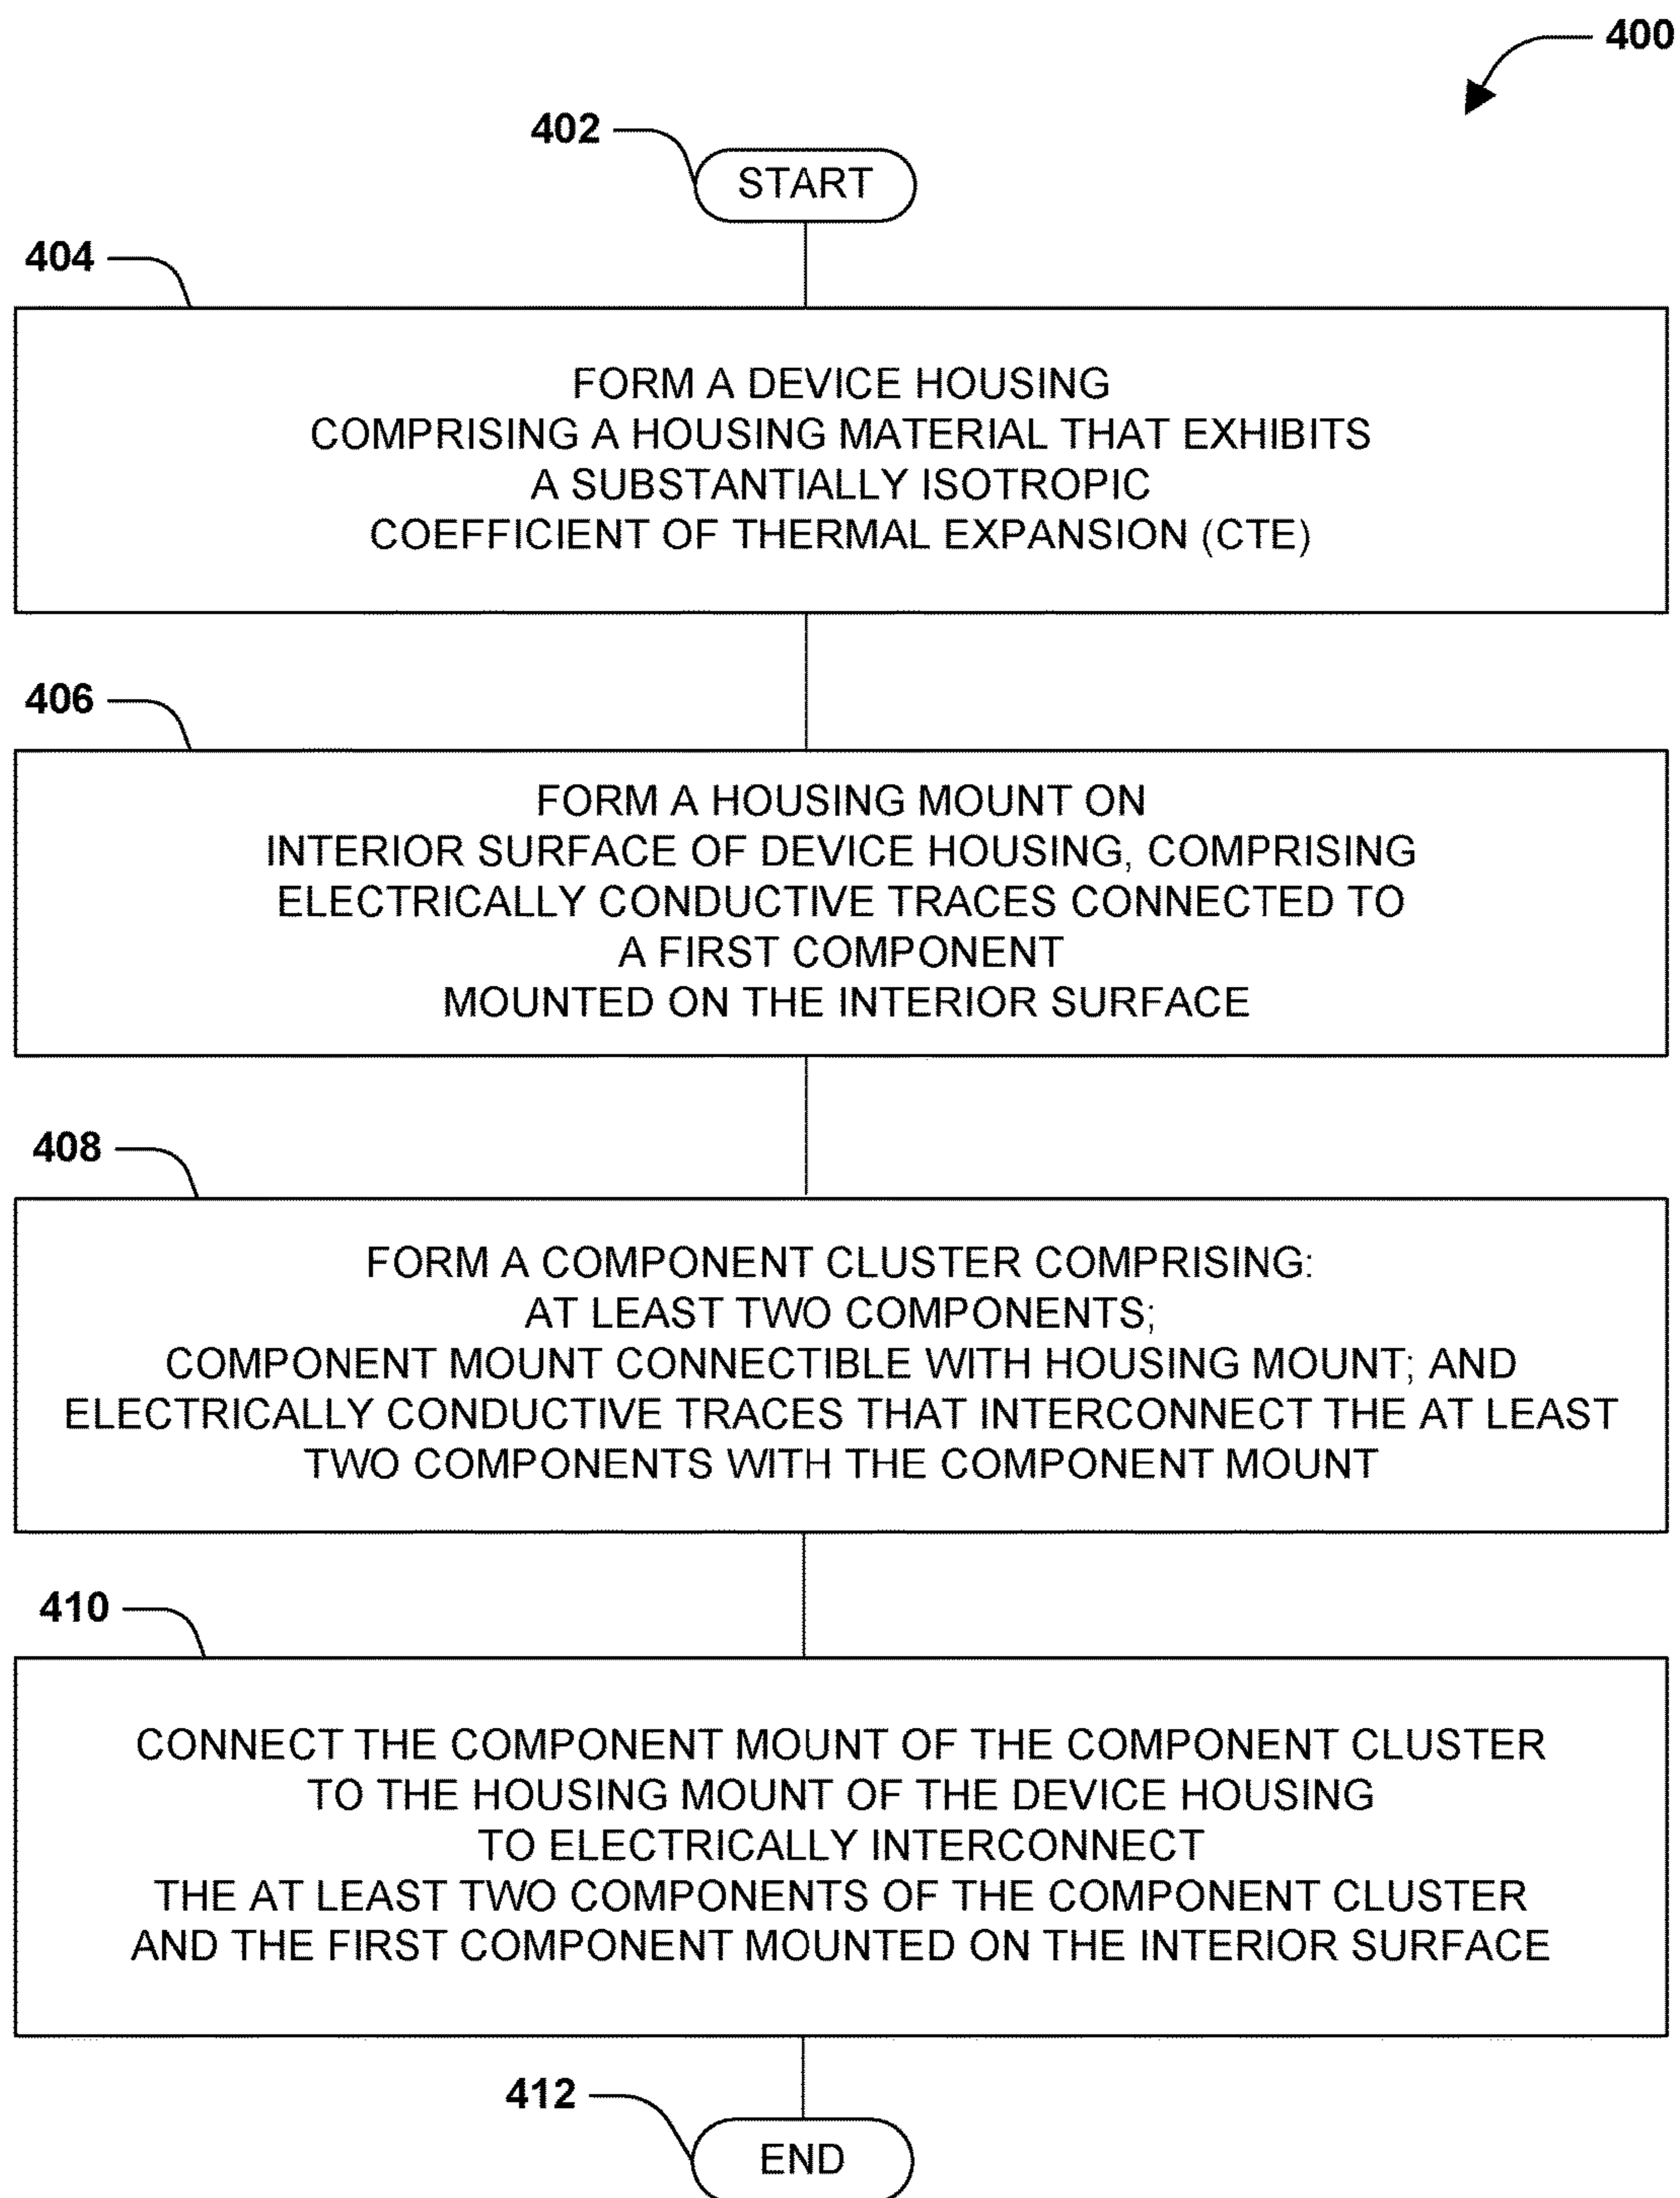 400
402
START
404
FORM A DEVICE HOUSING
COMPRISING A HOUSING MATERIAL THAT EXHIBITS
A SUBSTANTIALLY ISOTROPIC
COEFFICIENT OF THERMAL EXPANSION (CTE)
406
FORM A HOUSING MOUNT ON
INTERIOR SURFACE OF DEVICE HOUSING, COMPRISING
ELECTRICALLY CONDUCTIVE TRACES CONNECTED TO
A FIRST COMPONENT
MOUNTED ON THE INTERIOR SURFACE
408
FORM A COMPONENT CLUSTER COMPRISING:
AT LEAST TWO COMPONENTS;
COMPONENT MOUNT CONNECTIBLE WITH HOUSING MOUNT; AND
ELECTRICALLY CONDUCTIVE TRACES THAT INTERCONNECT THE AT LEAST
TWO COMPONENTS WITH THE COMPONENT MOUNT
410
CONNECT THE COMPONENT MOUNT OF THE COMPONENT CLUSTER
TO THE HOUSING MOUNT OF THE DEVICE HOUSING
TO ELECTRICALLY INTERCONNECT
THE AT LEAST TWO COMPONENTS OF THE COMPONENT CLUSTER
AND THE FIRST COMPONENT MOUNTED ON THE INTERIOR SURFACE
412
END